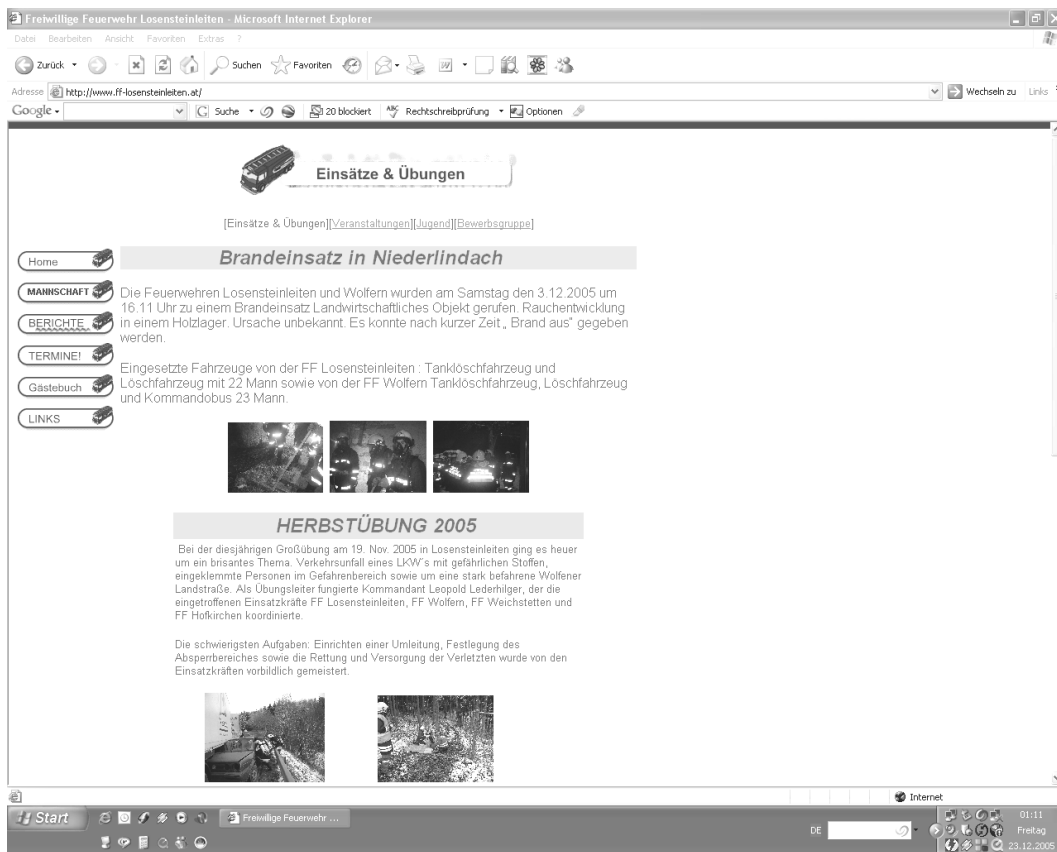 Freiwillige Feuerwehr Losensteinleiten - Microsoft Internet Explorer
Datei Bearbeiten Ansicht Favoriten Extras ?
Zurück Suchen Favoriten
Adresse http://www.ff-losensteinleiten.at/ Wechseln zu Links
Google Suche 20 blockiert Rechtschreibprüfung Optionen
Einsätze & Übungen
[Einsätze & Übungen][Veranstaltungen][Jugend][Bewerbsgruppe]
Home
MANNSCHAFT
BERICHTE
TERMINE!
Gästebuch
LINKS
Brandeinsatz in Niederlindach
Die Feuerwehren Losensteinleiten und Wolfern wurden am Samstag den 3.12.2005 um
16.11 Uhr zu einem Brandeinsatz Landwirtschaftliches Objekt gerufen. Rauchentwicklung
in einem Holzlager. Ursache unbekannt. Es konnte nach kurzer Zeit „ Brand aus" gegeben
werden.
Eingesetzte Fahrzeuge von der FF Losensteinleiten : Tanklöschfahrzeug und
Löschfahrzeug mit 22 Mann sowie von der FF Wolfern Tanklöschfahrzeug, Löschfahrzeug
und Kommandobus 23 Mann.
HERBSTÜBUNG 2005
Bei der diesjährigen Großübung am 19. Nov. 2005 in Losensteinleiten ging es heuer
um ein brisantes Thema. Verkehrsunfall eines LKW´s mit gefährlichen Stoffen,
eingeklemmte Personen im Gefahrenbereich sowie um eine stark befahrene Wolfener
Landstraße. Als Übungsleiter fungierte Kommandant Leopold Lederhilger, der die
eingetroffenen Einsatzkräfte FF Losensteinleiten, FF Wolfern, FF Weichstetten und
FF Hofkirchen koordinierte.
Die schwierigsten Aufgaben: Einrichten einer Umleitung, Festlegung des
Absperrbereiches sowie die Rettung und Versorgung der Verletzten wurde von den
Einsatzkräften vorbildlich gemeistert.
Internet
Start Freiwillige Feuerwehr ... 01:11
DE Freitag
23.12.2005